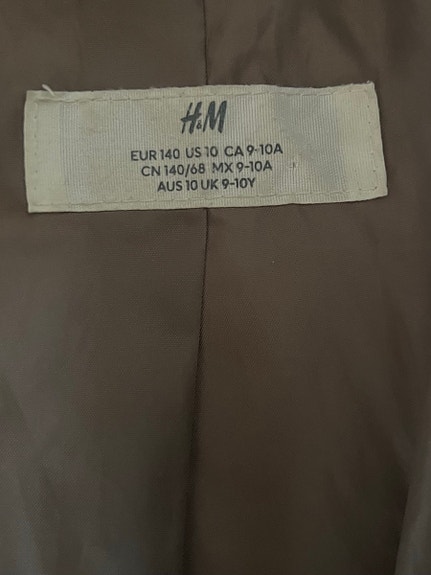 H&M
EUR 140 US 10 CA 9-10A
CN 140/68 MX 9-10A
AUS 10 UK 9-10Y